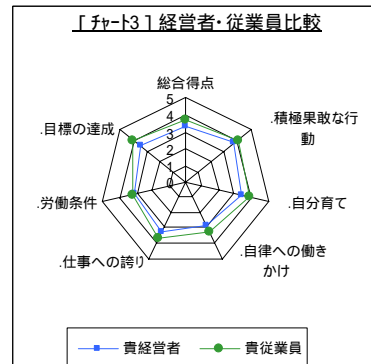 [ ﾁｬｰﾄ3 ] 経営者・従業員比較
総合得点
.積極果敢な行
動
.自分育て
.自律への働き
かけ
.仕事への誇り
.労働条件
.目標の達成
5
4
3
2
1
0
貴経営者
貴従業員